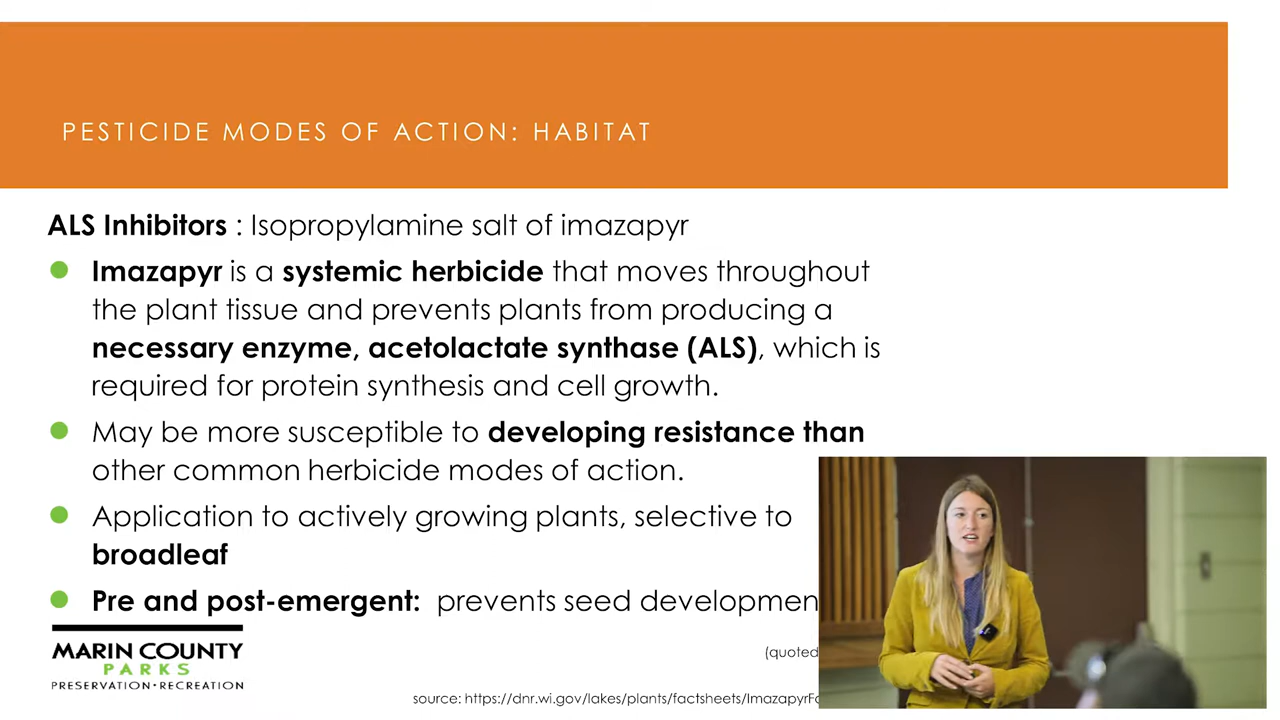 PESTICIDE MODES OF ACTION: HABITAT
ALS Inhibitors : Isopropylamine salt of imazapyr
Imazapyr is a systemic herbicide that moves throughout
the plant tissue and prevents plants from producing a
necessary enzyme, acetolactate synthase (ALS), which is
required for protein synthesis and cell growth.
May be more susceptible to developing resistance than
other common herbicide modes of action.
Application to actively growing plants, selective to
broadleaf
Pre and post-emergent: prevents seed developmen
MARIN COUNTY
PARKS
PRESERVATION·RECREATION
(quoted
source: https://dnr.wi.gov/lakes/plants/factsheets/ImazapyrFa